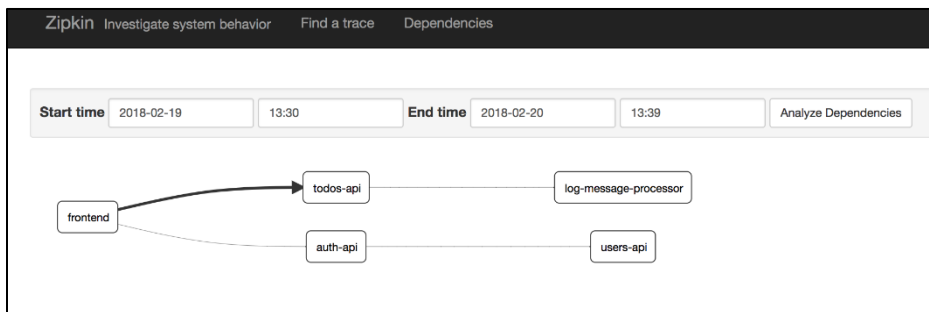 Zipkin Investigate system behavior Find a trace Dependencies
Start time 2018-02-19 13:30 End time 2018-02-20 13:39 Analyze Dependencies
todos-api log-message-processor
frontend
auth-api users-api